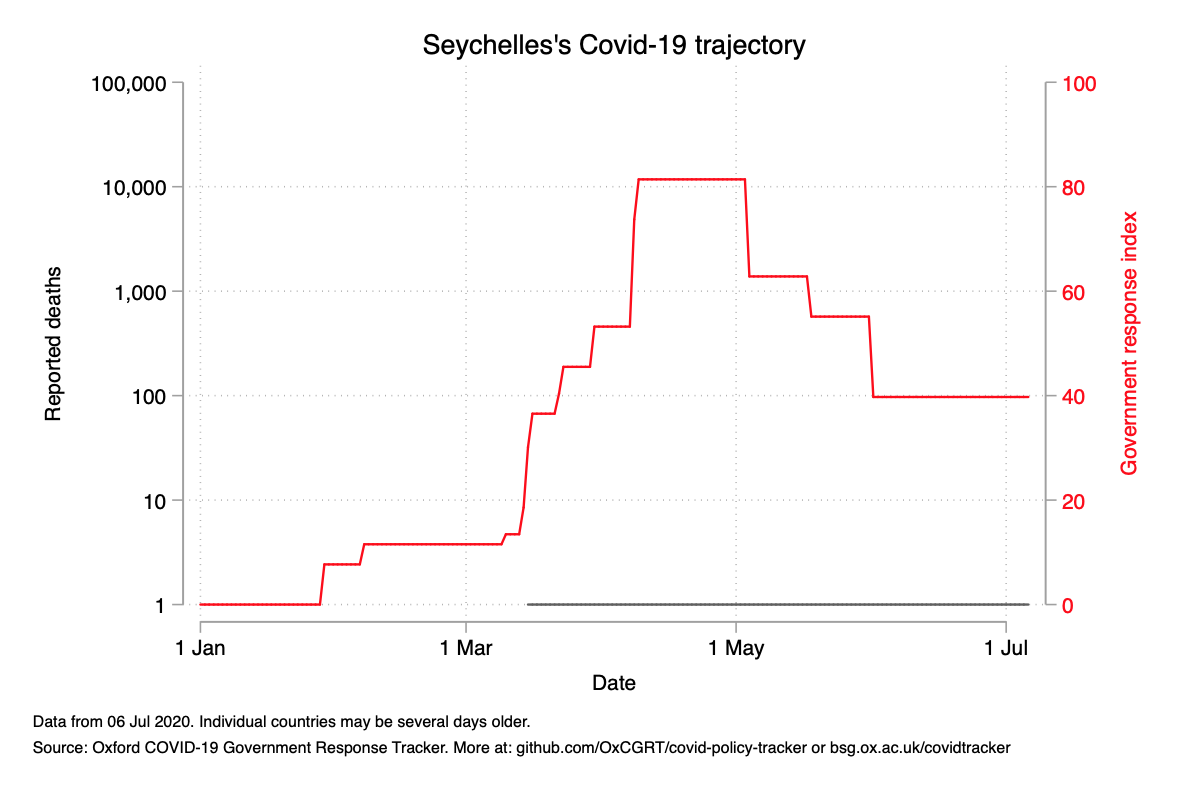 Seychelles's Covid-19 trajectory
100,000
10,000
1,000
100
10
1
Reported deaths
100
80
60
40
20
0
Government response index
1 Jan
1 Mar
1 May
1 Jul
Date
Data from 06 Jul 2020. Individual countries may be several days older.
Source: Oxford COVID-19 Government Response Tracker. More at: github.com/OxCGRT/covid-policy-tracker or bsg.ox.ac.uk/covidtracker